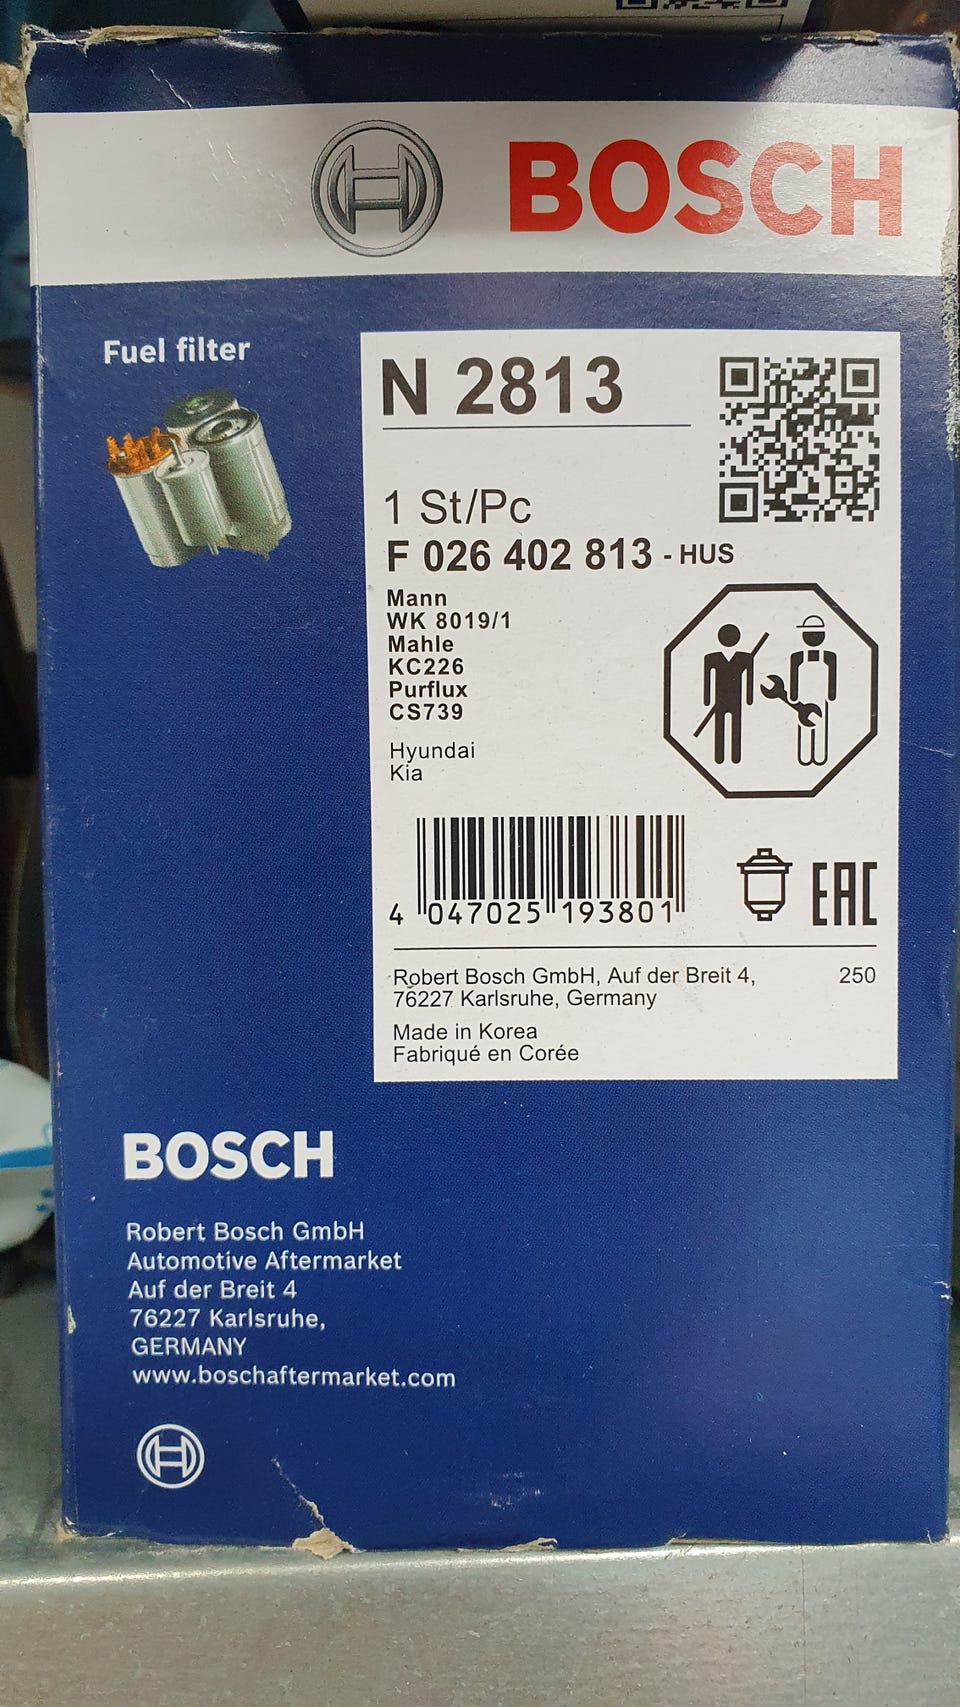 BOSCH
Fuel filter
N 2813
1 St/Pc
F 026 402 813 - HUS
Mann
WK 8019/1
Mahle
KC226
Purflux
CS739
Hyundai
Kia
4 047025 193801
EAC
Robert Bosch GmbH, Auf der Breit 4, 250
76227 Karlsruhe, Germany
Made in Korea
Fabriqué en Corée
BOSCH
Robert Bosch GmbH
Automotive Aftermarket
Auf der Breit 4
76227 Karlsruhe,
GERMANY
www.boschaftermarket.com